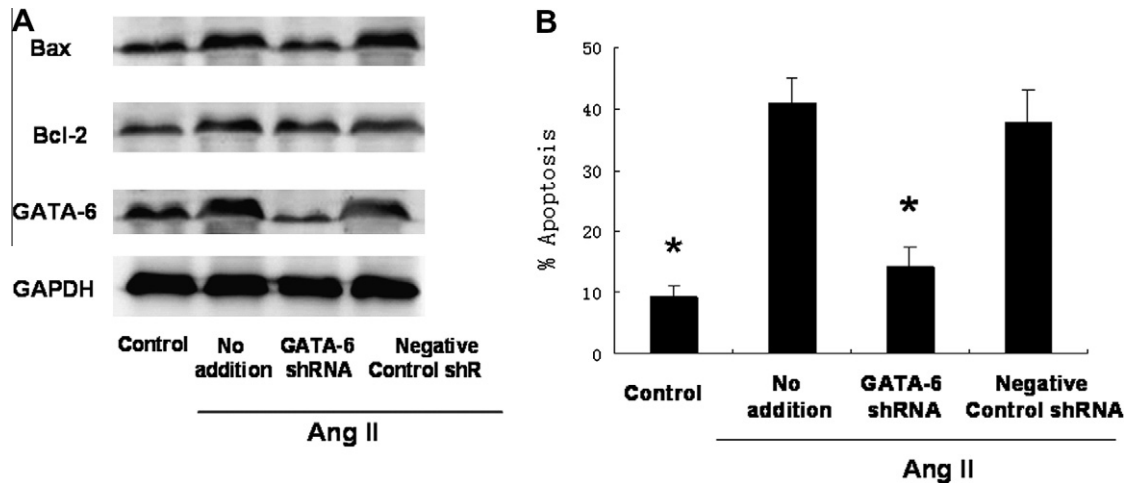 A
Bax
Bcl-2
GATA-6
GAPDH
Control
No
addition
GATA-6
shRNA
Negative
Control shR
Ang II
B
% Apoptosis
50
40
30
20
10
0
*
*
Control
No
addition
GATA-6
shRNA
Negative
Control shRNA
Ang II